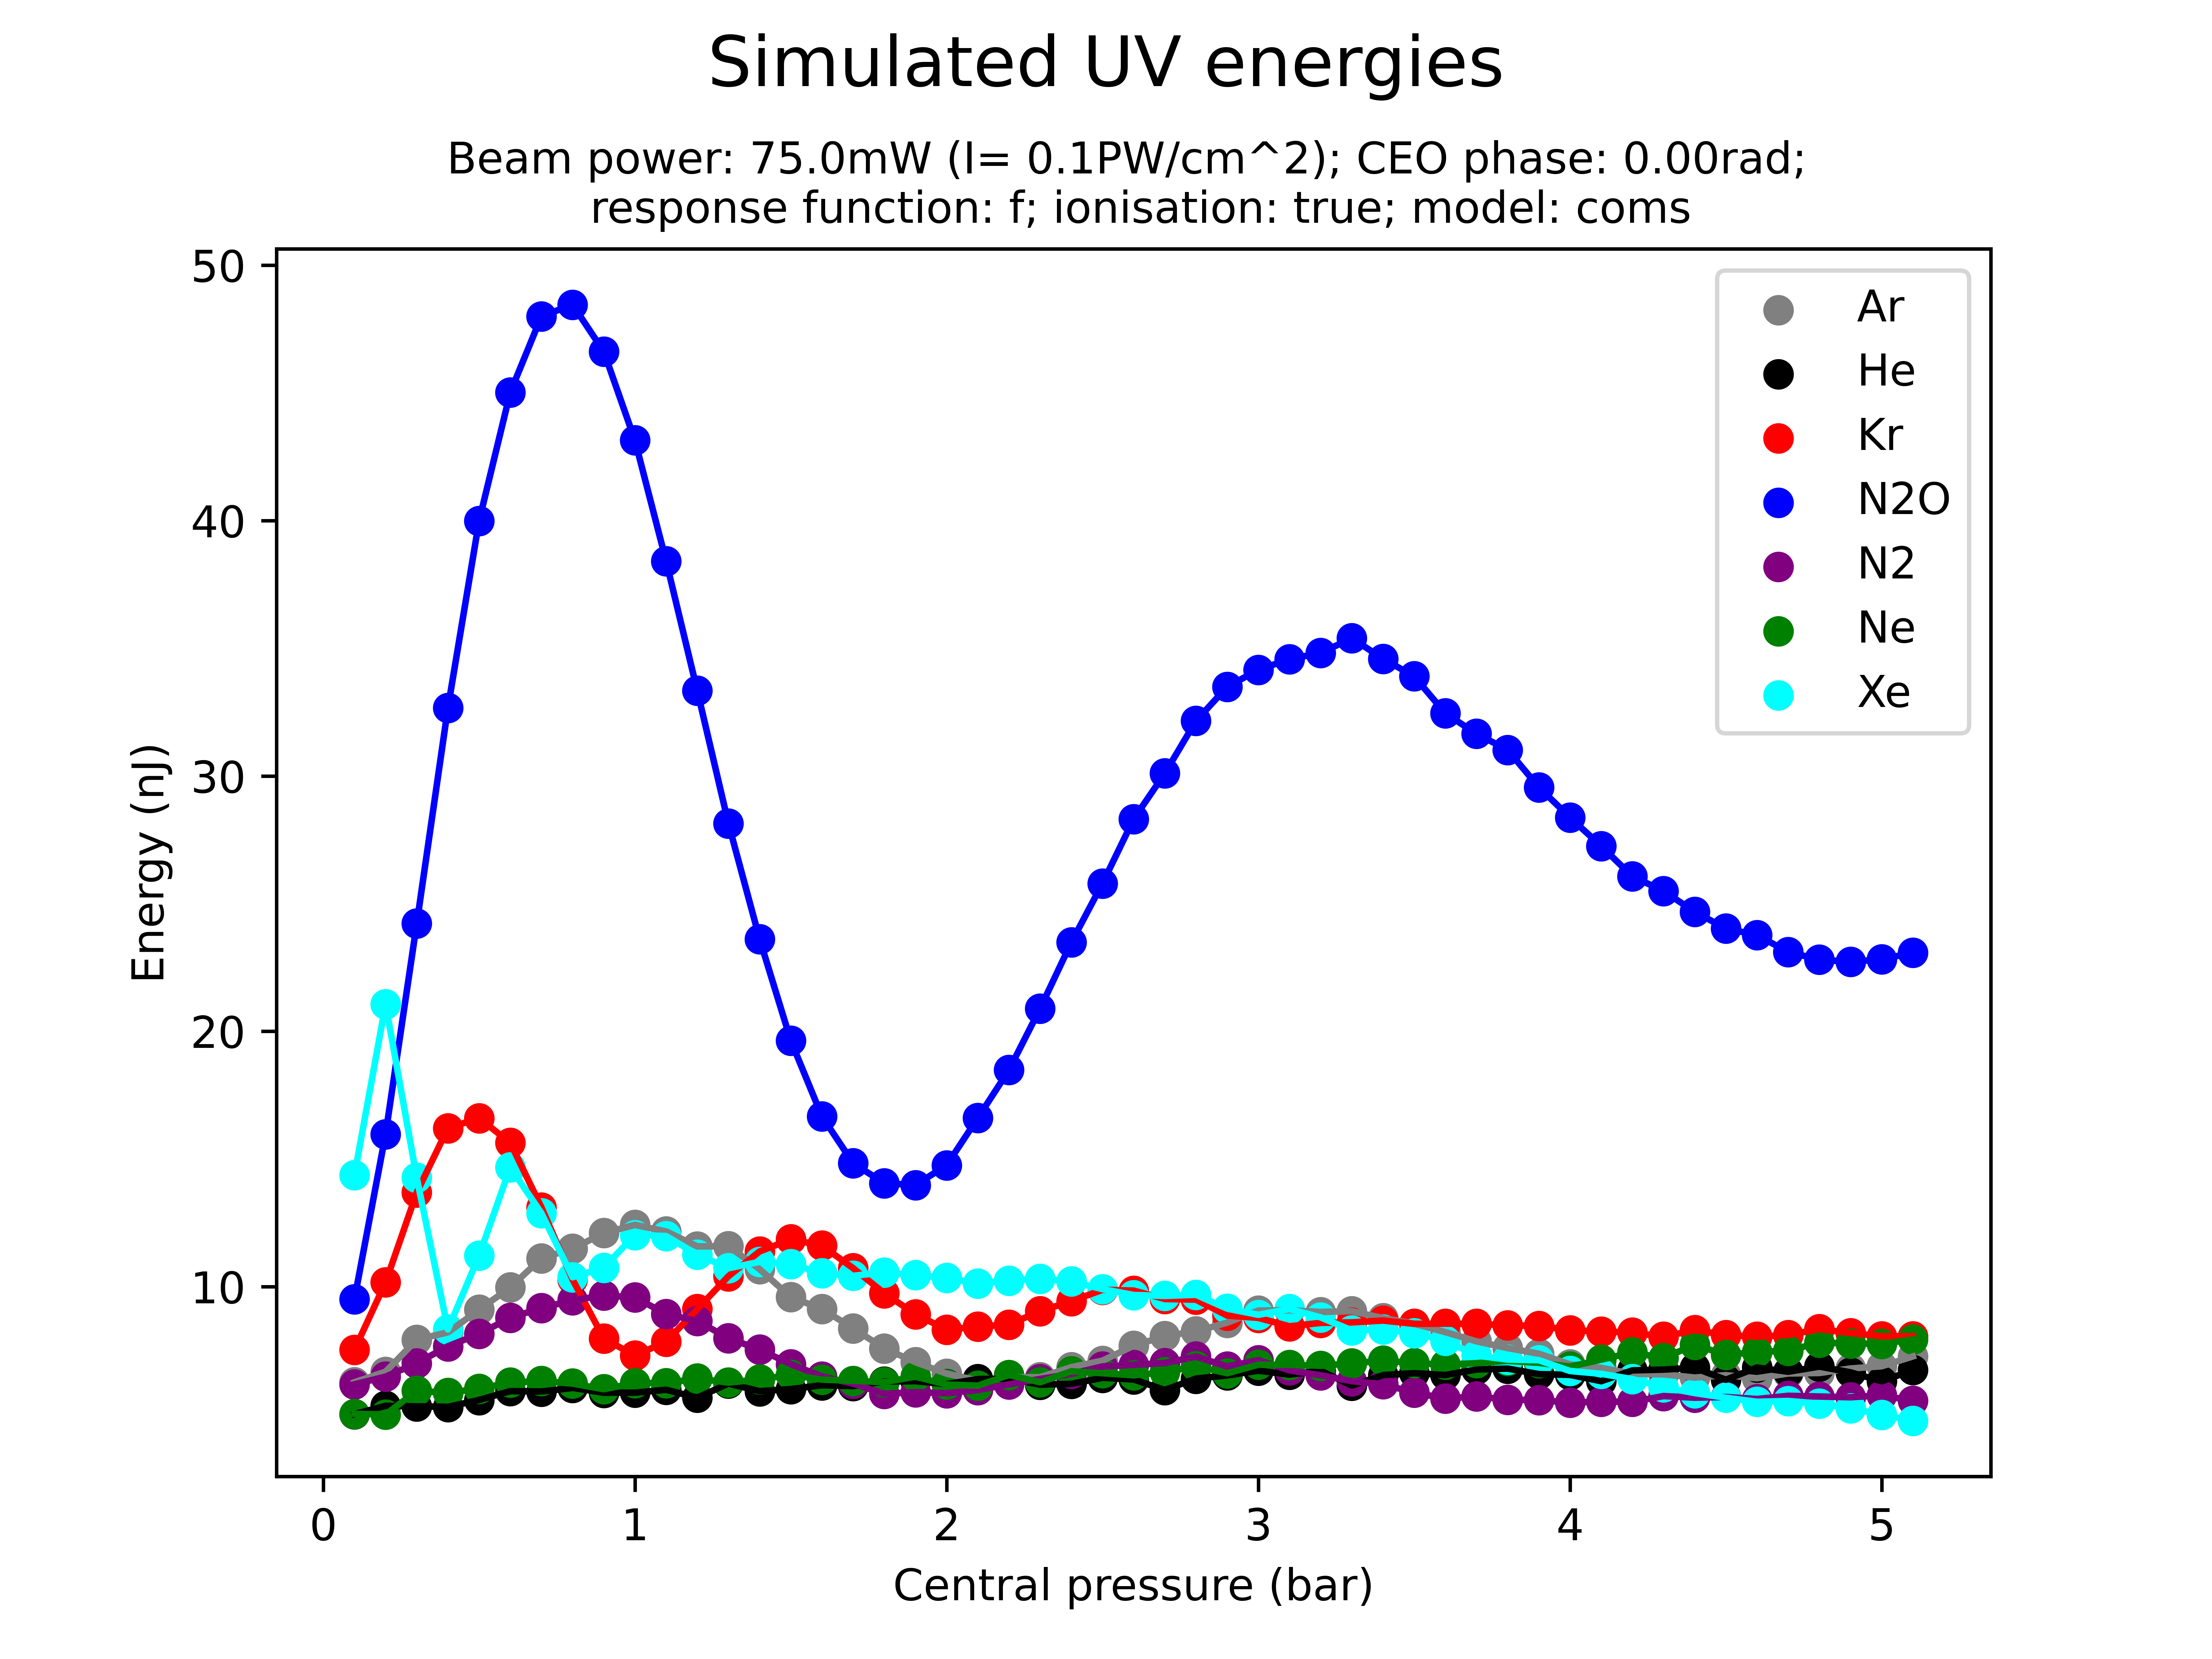 Simulated UV energies
Beam power: 75.0mW (I= 0.1PW/cm^2); CEO phase: 0.00rad;
response function: f; ionisation: true; model: coms
50
40
30
20
10
Energy (nJ)
Ar
He
Kr
N2O
N2
Ne
Xe
0 1 2 3 4 5
Central pressure (bar)